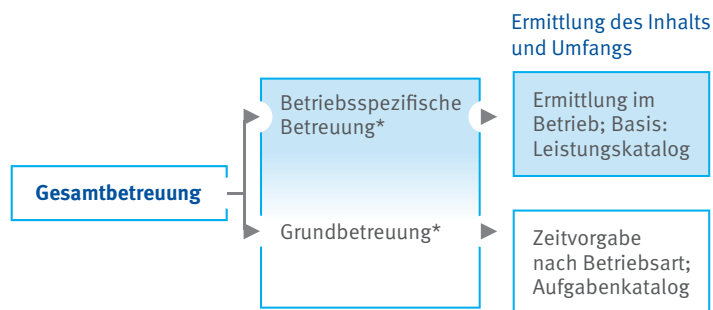 Ermittlung des Inhalts
und Umfangs
Betriebsspezifische
Betreuung*
Ermittlung im
Betrieb; Basis:
Leistungskatalog
Gesamtbetreuung
Grundbetreuung*
Zeitvorgabe
nach Betriebsart;
Aufgabenkatalog